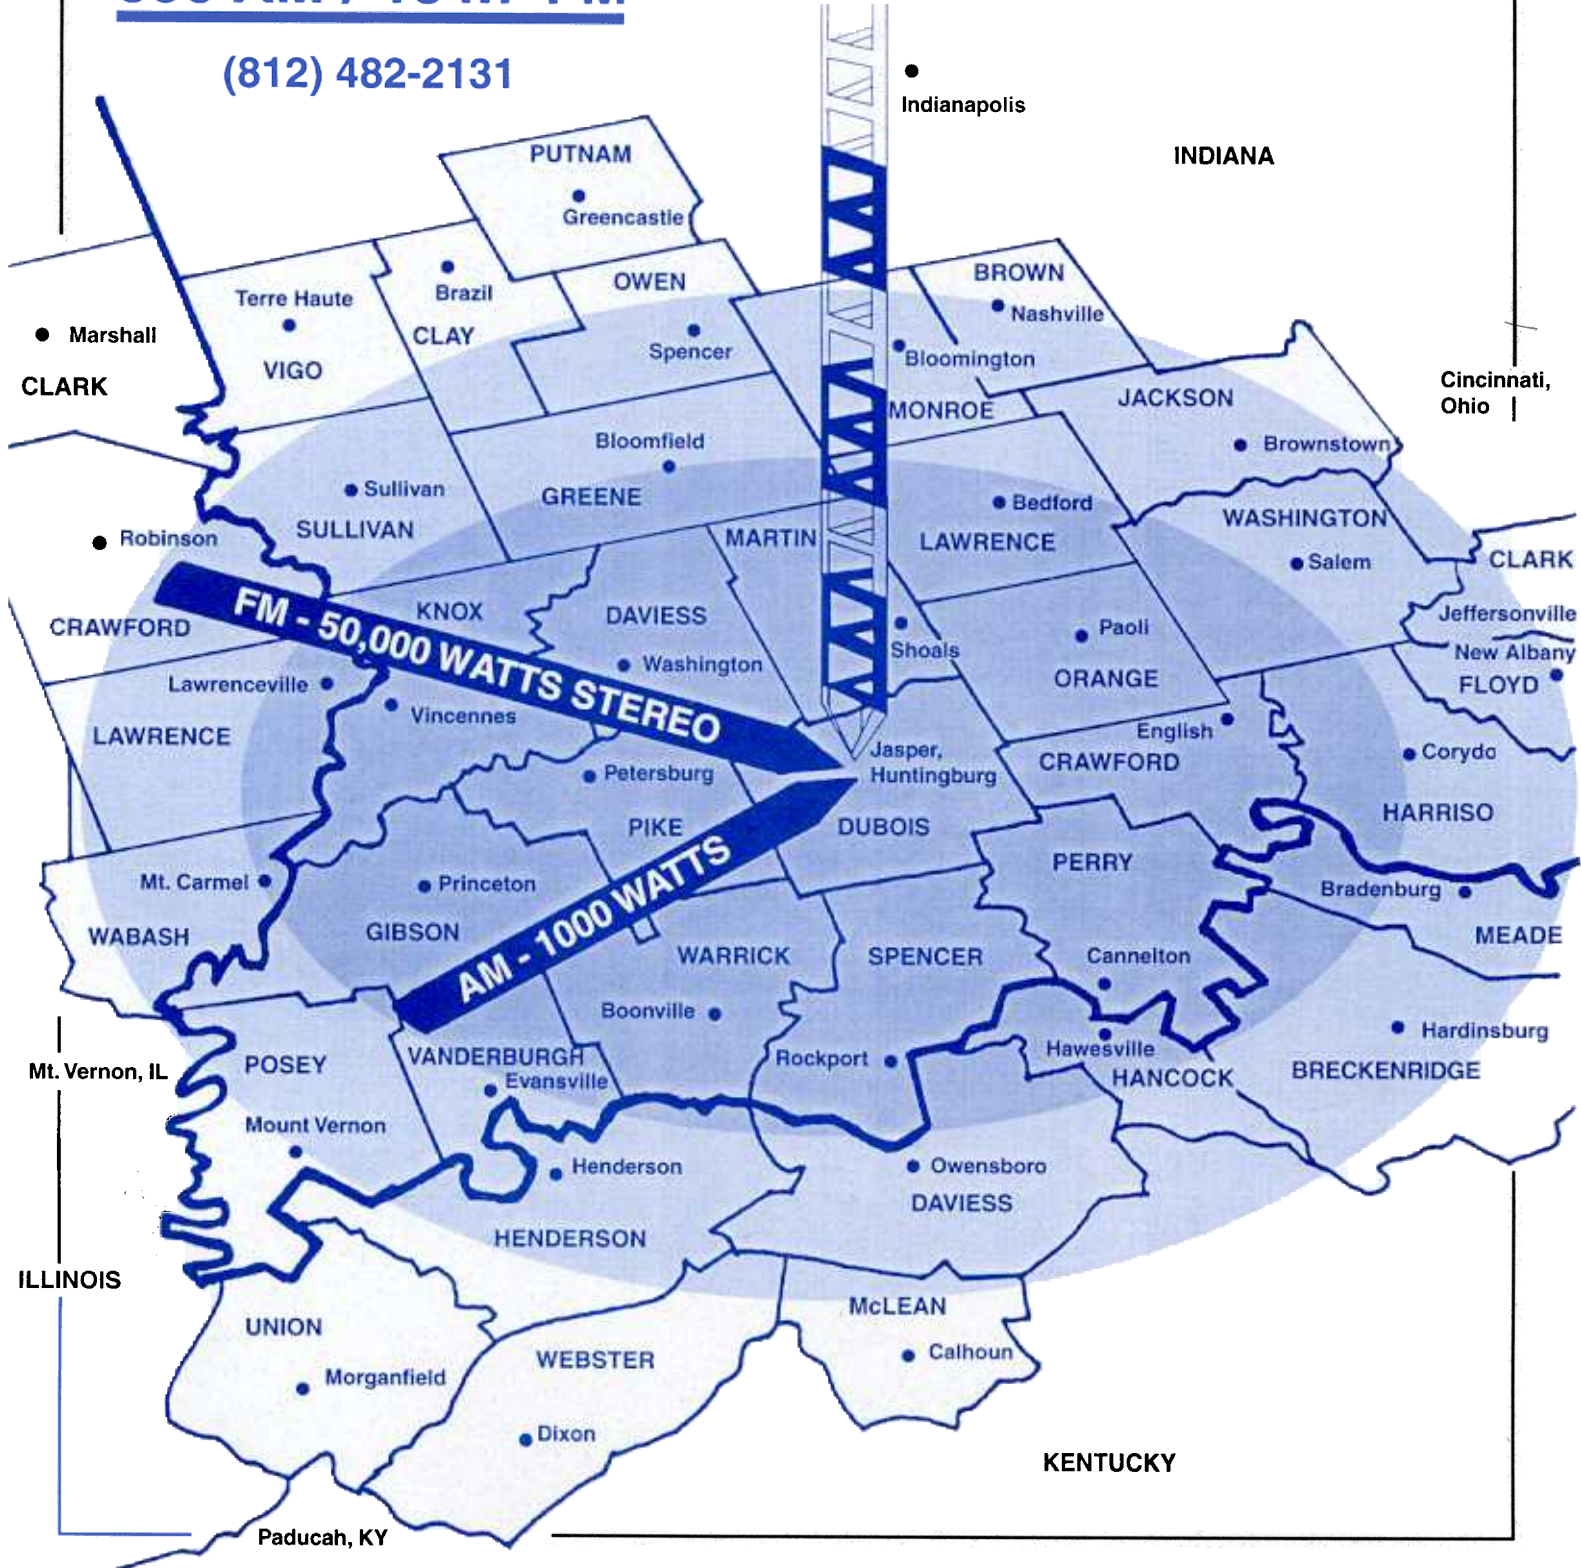 (812) 482-2131
Indianapolis
INDIANA
PUTNAM
Greencastle
OWEN
BROWN
Brazil
Terre Haute
Nashville
Marshall
CLAY
Spencer
Bloomington
VIGO
CLARK
Cincinnati,
Ohio
JACKSON
MONROE
Bloomfield
Brownstown
Sullivan
GREENE
Bedford
WASHINGTON
SULLIVAN
Robinson
MARTIN
LAWRENCE
Salem
CLARK
KNOX
DAVIESS
Jeffersonville
CRAWFORD
FM - 50,000 WATTS STEREO
Paoli
Shoals
New Albany
Washington
Lawrenceville
ORANGE
FLOYD
Vincennes
English
LAWRENCE
Jasper,
Huntingburg
CRAWFORD
Corydo
Petersburg
HARRISO
PIKE
DUBOIS
PERRY
Mt. Carmel
Princeton
AM - 1000 WATTS
Bradenburg
GIBSON
WABASH
MEADE
WARRICK
SPENCER
Cannelton
Boonville
Hardinsburg
Hawesville
VANDERBURGH
Rockport
POSEY
Mt. Vernon, IL
BRECKENRIDGE
HANCOCK
Evansville
Mount Vernon
Henderson
Owensboro
DAVIESS
HENDERSON
ILLINOIS
McLEAN
UNION
Calhoun
WEBSTER
Morganfield
Dixon
KENTUCKY
Paducah, KY